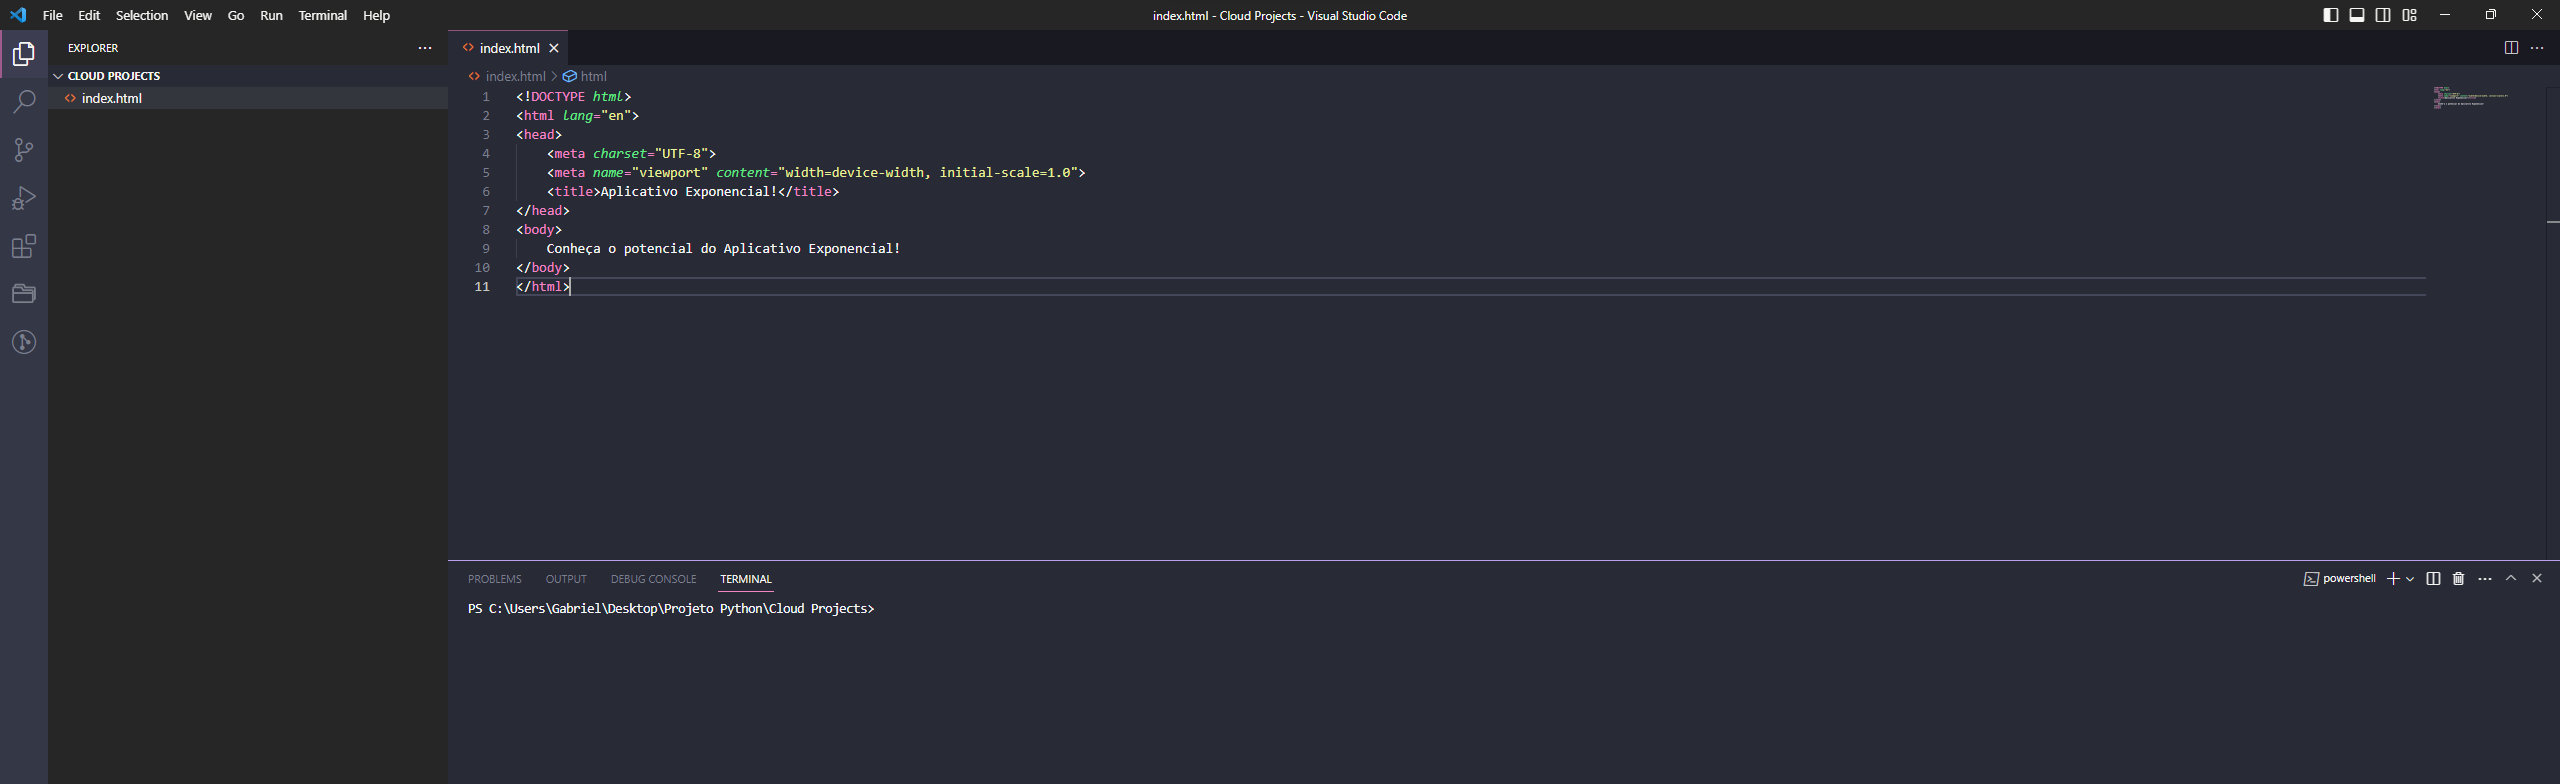 File Edit Selection View Go Run Terminal Help
index.html - Cloud Projects - Visual Studio Code
EXPLORER
CLOUD PROJECTS
index.html
index.html
index.html > html
1 <!DOCTYPE html>
2 <html lang="en">
3 <head>
4 <meta charset="UTF-8">
5 <meta name="viewport" content="width=device-width, initial-scale=1.0">
6 <title>Aplicativo Exponencial!</title>
7 </head>
8 <body>
9 Conheça o potencial do Aplicativo Exponencial!
10 </body>
11 </html>
PROBLEMS OUTPUT DEBUG CONSOLE TERMINAL
powershell
PS C:\Users\Gabriel\Desktop\Projeto Python\Cloud Projects>